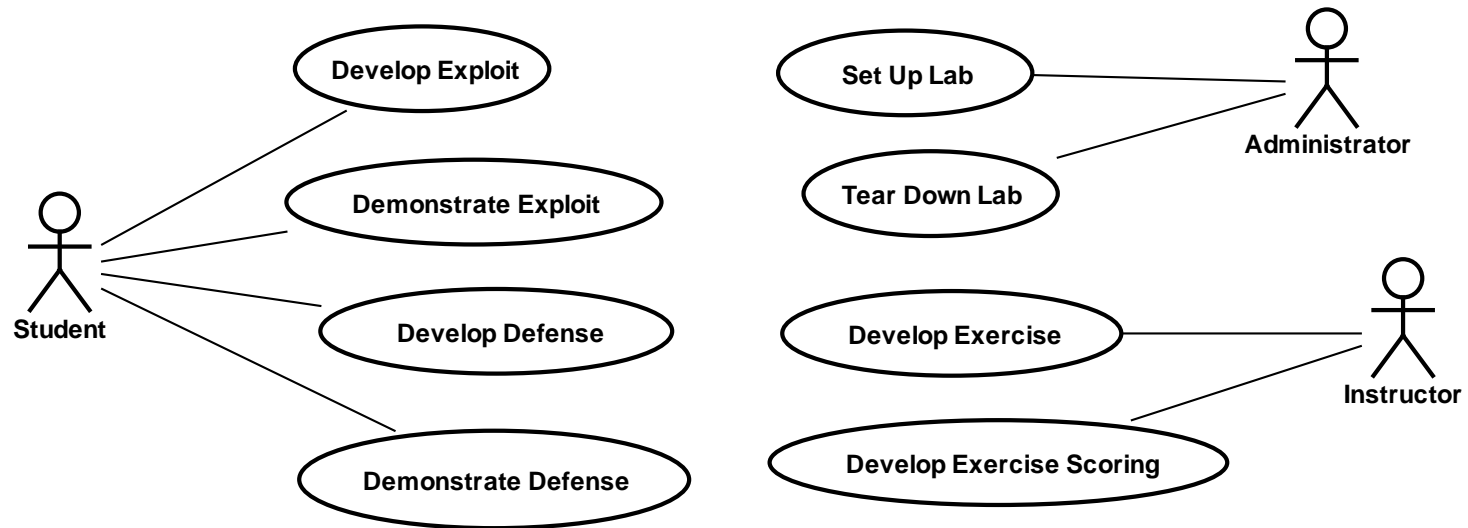 Develop Exploit
Demonstrate Exploit
Student
Develop Defense
Demonstrate Defense
Set Up Lab
Administrator
Tear Down Lab
Develop Exercise
Instructor
Develop Exercise Scoring